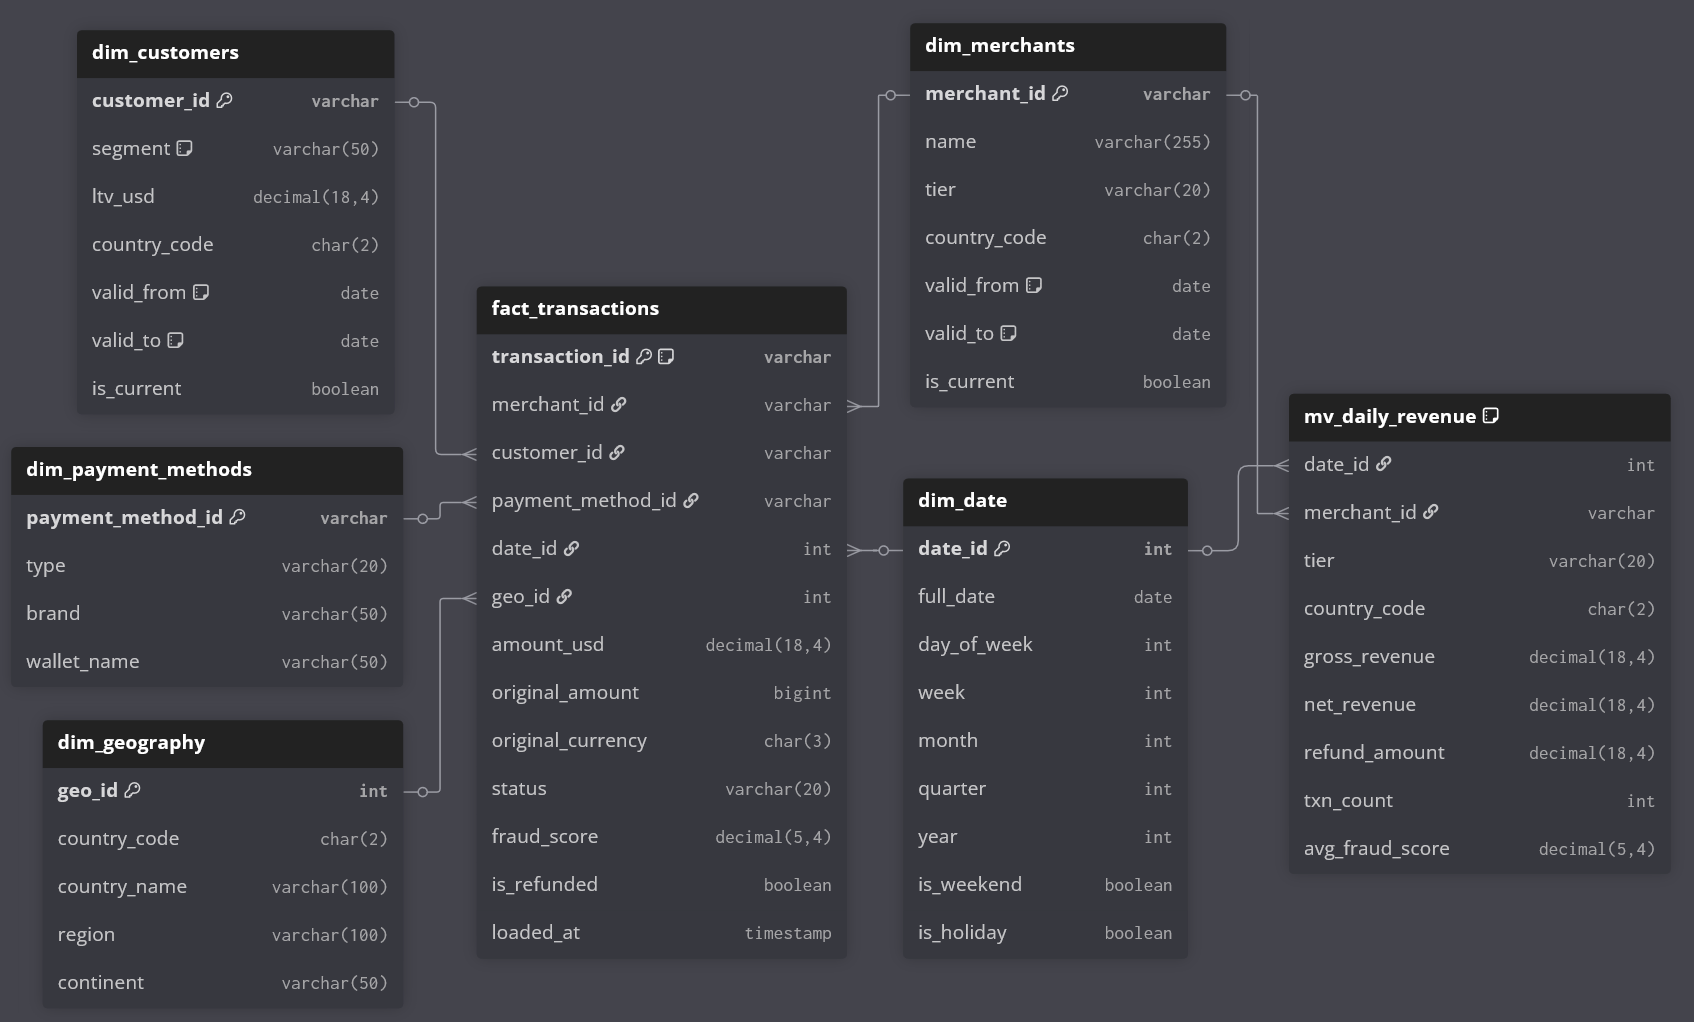 dim_customers
customer_id varchar
segment varchar(50)
ltv_usd decimal(18,4)
country_code char(2)
valid_from date
valid_to date
is_current boolean
dim_payment_methods
payment_method_id varchar
type varchar(20)
brand varchar(50)
wallet_name varchar(50)
dim_geography
geo_id int
country_code char(2)
country_name varchar(100)
region varchar(100)
continent varchar(50)
fact_transactions
transaction_id varchar
merchant_id varchar
customer_id varchar
payment_method_id varchar
date_id int
geo_id int
amount_usd decimal(18,4)
original_amount bigint
original_currency char(3)
status varchar(20)
fraud_score decimal(5,4)
is_refunded boolean
loaded_at timestamp
dim_merchants
merchant_id varchar
name varchar(255)
tier varchar(20)
country_code char(2)
valid_from date
valid_to date
is_current boolean
dim_date
date_id int
full_date date
day_of_week int
week int
month int
quarter int
year int
is_weekend boolean
is_holiday boolean
mv_daily_revenue
date_id int
merchant_id varchar
tier varchar(20)
country_code char(2)
gross_revenue decimal(18,4)
net_revenue decimal(18,4)
refund_amount decimal(18,4)
txn_count int
avg_fraud_score decimal(5,4)